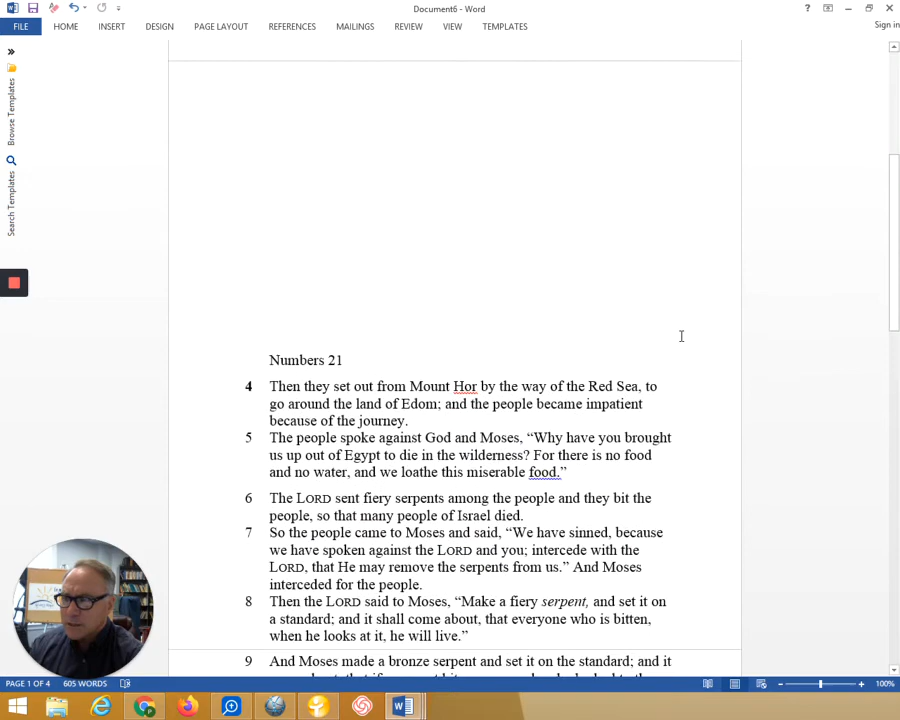 Document6 - Word
?
FILE HOME INSERT DESIGN PAGE LAYOUT REFERENCES MAILINGS REVIEW VIEW TEMPLATES
Sign in
Browse Templates
Search Templates
Numbers 21
4 Then they set out from Mount Hor by the way of the Red Sea, to
go around the land of Edom; and the people became impatient
because of the journey.
5 The people spoke against God and Moses, “Why have you brought
us up out of Egypt to die in the wilderness? For there is no food
and no water, and we loathe this miserable food.”
6 The LORD sent fiery serpents among the people and they bit the
people, so that many people of Israel died.
7 So the people came to Moses and said, “We have sinned, because
we have spoken against the LORD and you; intercede with the
LORD, that He may remove the serpents from us.” And Moses
interceded for the people.
8 Then the LORD said to Moses, “Make a fiery serpent, and set it on
a standard; and it shall come about, that everyone who is bitten,
when he looks at it, he will live.”
9 And Moses made a bronze serpent and set it on the standard; and it
PAGE 1 OF 4 605 WORDS
100%